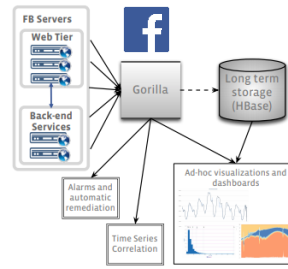 FB Servers
Web Tier
Back-end
Services
f
Gorilla
Long term
storage
(HBase)
Alarms and
automatic
remediation
Time Series
Correlation
Ad-hoc visualizations and
dashboards